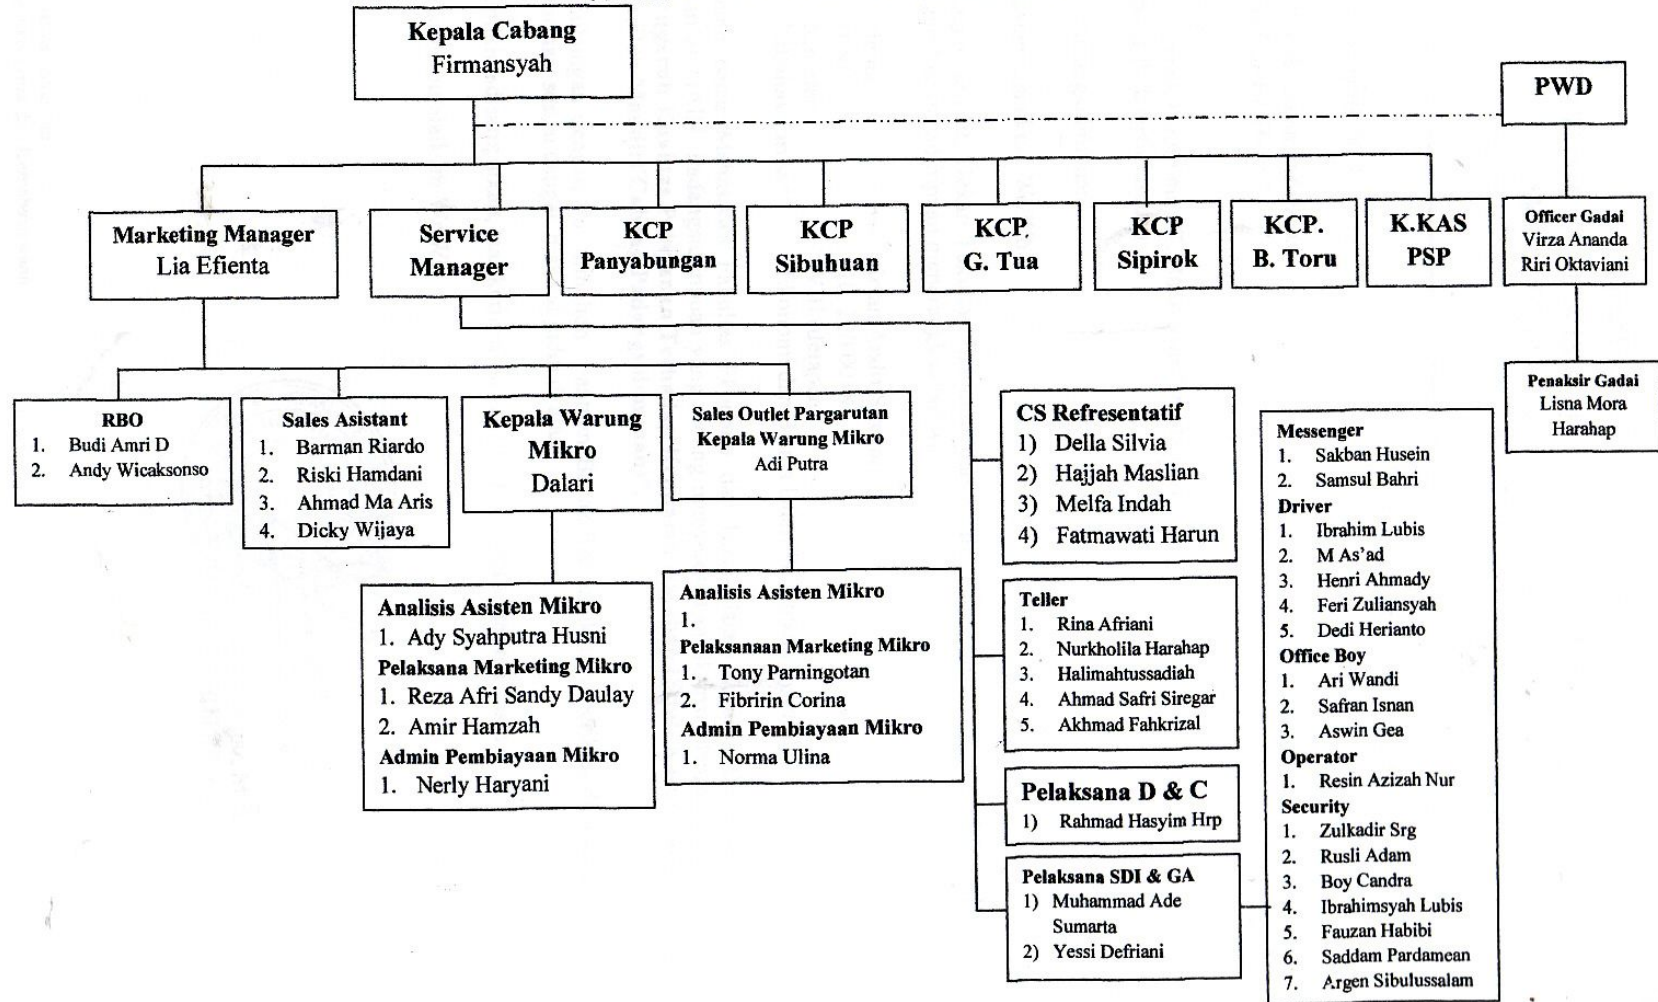 Kepala Cabang
Firmansyah
PWD
Marketing Manager
Lia Efienta
Service
Manager
KCP
Panyabungan
KCP
Sibuhuan
KCP.
G. Tua
KCP
Sipirok
KCP.
B. Toru
K.KAS
PSP
Officer Gadai
Virza Ananda
Riri Oktaviani
Penaksir Gadai
Lisna Mora
Harahap
RBO
1. Budi Amri D
2. Andy Wicaksonso
Sales Asistant
1. Barman Riardo
2. Riski Hamdani
3. Ahmad Ma Aris
4. Dicky Wijaya
Kepala Warung
Mikro
Dalari
Sales Outlet Pargarutan
Kepala Warung Mikro
Adi Putra
Analisis Asisten Mikro
1. Ady Syahputra Husni
Pelaksana Marketing Mikro
1. Reza Afri Sandy Daulay
2. Amir Hamzah
Admin Pembiayaan Mikro
1. Nerly Haryani
Analisis Asisten Mikro
1.
Pelaksanaan Marketing Mikro
1. Tony Parningotan
2. Fibririn Corina
Admin Pembiayaan Mikro
1. Norma Ulina
CS Refresentatif
1) Della Silvia
2) Hajjah Maslian
3) Melfa Indah
4) Fatmawati Harun
Teller
1. Rina Afriani
2. Nurkholila Harahap
3. Halimahtussadiah
4. Ahmad Safri Siregar
5. Akhmad Fahkrizal
Pelaksana D & C
1) Rahmad Hasyim Hrp
Pelaksana SDI & GA
1) Muhammad Ade
Sumarta
2) Yessi Defriani
Messenger
1. Sakban Husein
2. Samsul Bahri
Driver
1. Ibrahim Lubis
2. M As'ad
3. Henri Ahmady
4. Feri Zuliansyah
5. Dedi Herianto
Office Boy
1. Ari Wandi
2. Safran Isnan
3. Aswin Gea
Operator
1. Resin Azizah Nur
Security
1. Zulkadir Srg
2. Rusli Adam
3. Boy Candra
4. Ibrahimsyah Lubis
5. Fauzan Habibi
6. Saddam Pardamean
7. Argen Sibulussalam